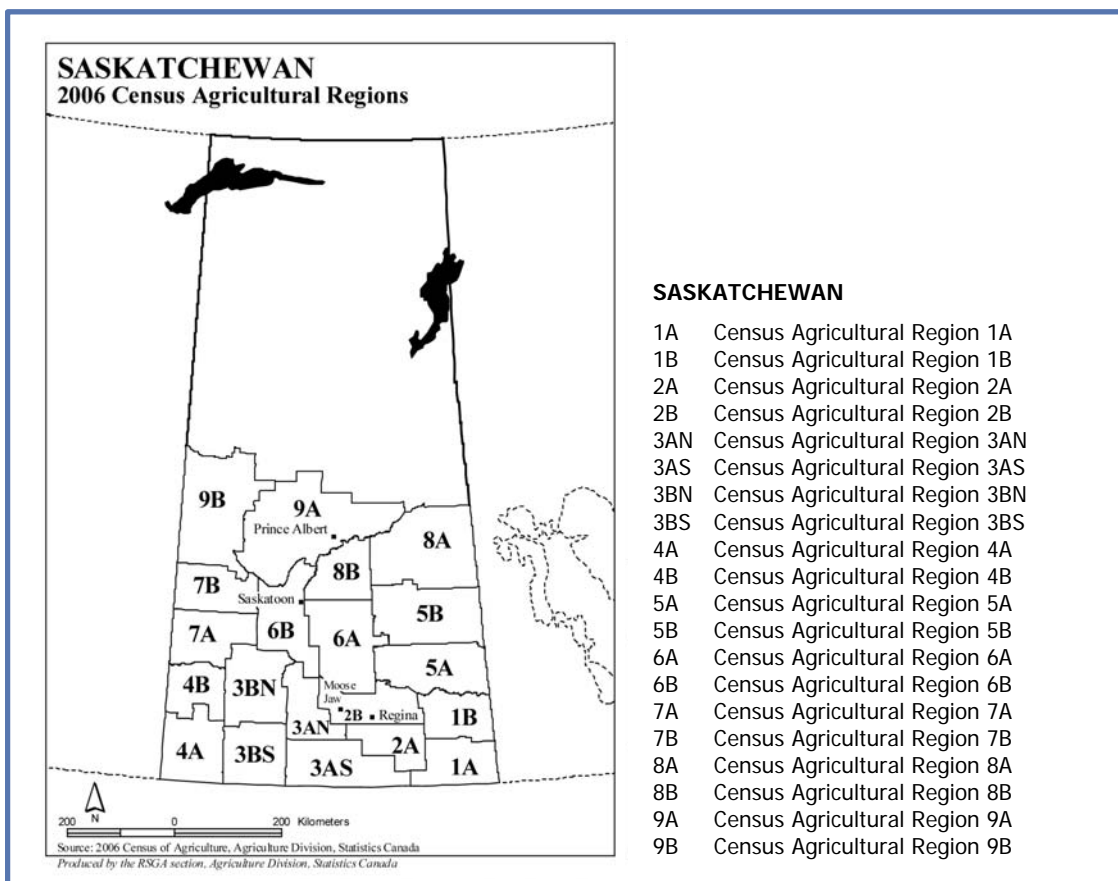 SASKATCHEWAN
2006 Census Agricultural Regions
9B
9A
Prince Albert
8A
8B
7B
Saskatoon
5B
6B
6A
7A
5A
4B
3BN
Moose
Jaw
1B
2B
Regina
3AN
4A
3BS
2A
3AS
1A
N
200 0 200 Kilometers
Source: 2006 Census of Agriculture, Agriculture Division, Statistics Canada
Produced by the RSGA section, Agriculture Division, Statistics Canada
SASKATCHEWAN
1A Census Agricultural Region 1A
1B Census Agricultural Region 1B
2A Census Agricultural Region 2A
2B Census Agricultural Region 2B
3AN Census Agricultural Region 3AN
3AS Census Agricultural Region 3AS
3BN Census Agricultural Region 3BN
3BS Census Agricultural Region 3BS
4A Census Agricultural Region 4A
4B Census Agricultural Region 4B
5A Census Agricultural Region 5A
5B Census Agricultural Region 5B
6A Census Agricultural Region 6A
6B Census Agricultural Region 6B
7A Census Agricultural Region 7A
7B Census Agricultural Region 7B
8A Census Agricultural Region 8A
8B Census Agricultural Region 8B
9A Census Agricultural Region 9A
9B Census Agricultural Region 9B